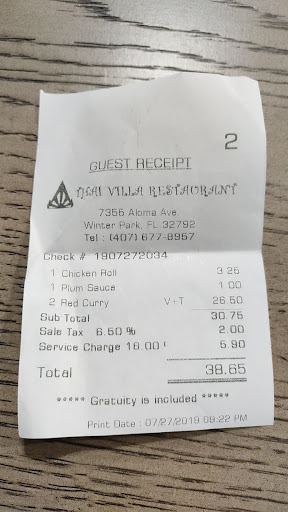 2
GUEST RECEIPT
THAI VILLA RESTAURANT
7355 Aloma Ave.
Winter Park, FL 32792
Tel : (407) 677-8957
Check # 1907272034
1 Chicken Roll 3.25
1 Plum Sauce 1.00
2 Red Curry V+T 26.50
Sub Total 30.75
Sale Tax 6.50 % 2.00
Service Charge 18.00 5.90
Total 38.65
***** Gratuity is included *****
Print Date : 07/27/2019 09:22 PM